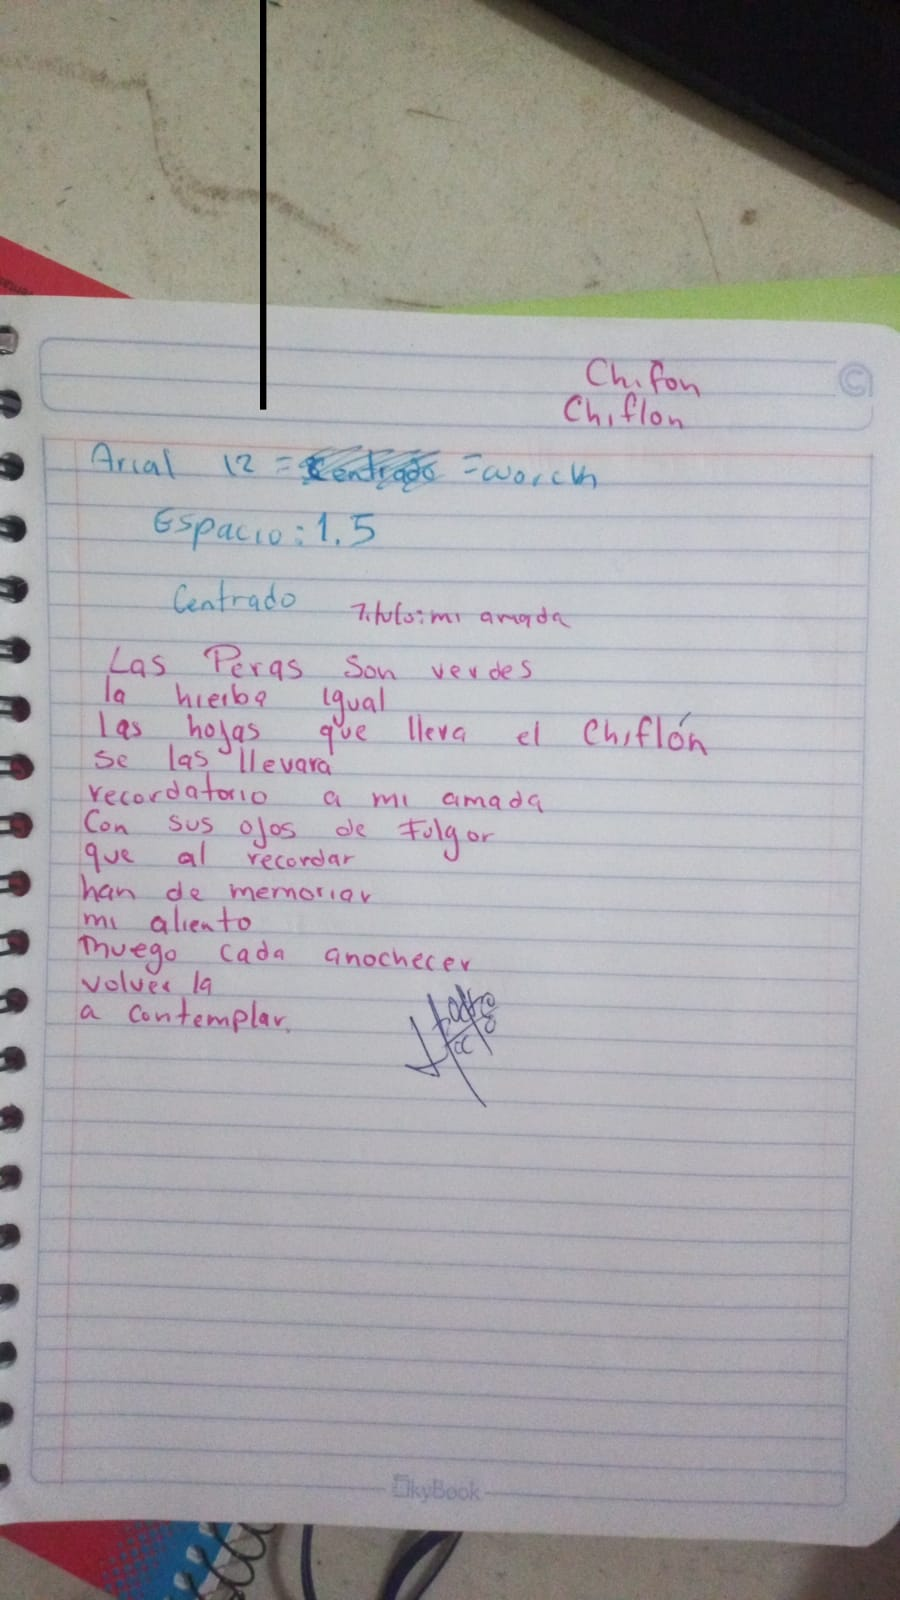 Chifon
Chiflon
Arial 12 = Centrado = worch
Espacio: 1.5
Centrado
Titulo: mi amada
Las Peras son verdes
la hierba igual
las hojas que lleva el Chiflón
se las llevara
recordatorio a mi amada
Con sus ojos de Fulgor
que al recordar
han de memoriar
mi aliento
muego cada anochecer
volver la
a contemplar.
SkyBook